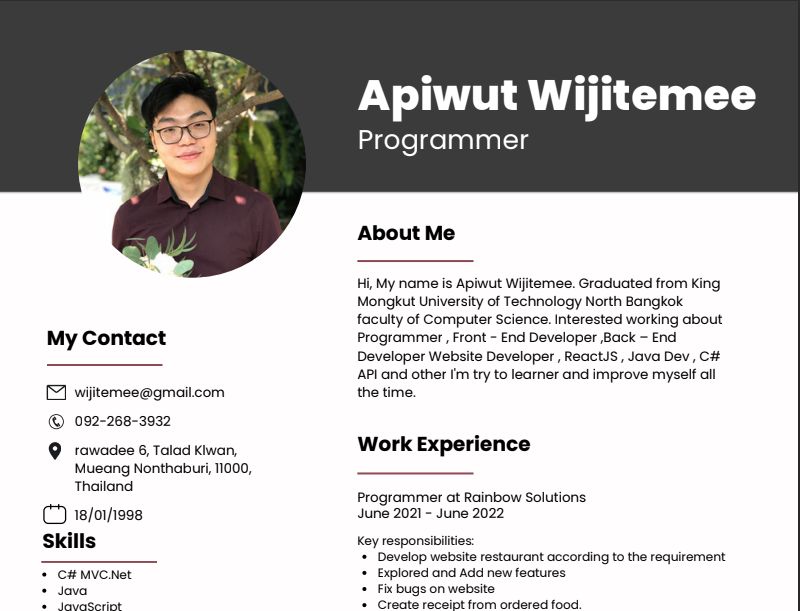 Apiwut Wijitemee
Programmer
My Contact
wijitemee@gmail.com
092-268-3932
rawadee 6, Talad Klwan,
Mueang Nonthaburi, 11000,
Thailand
18/01/1998
Skills
• C# MVC.Net
• Java
• JavaScript
About Me
Hi, My name is Apiwut Wijitemee. Graduated from King
Mongkut University of Technology North Bangkok
faculty of Computer Science. Interested working about
Programmer , Front - End Developer ,Back – End
Developer Website Developer , ReactJS , Java Dev , C#
API and other I'm try to learner and improve myself all
the time.
Work Experience
Programmer at Rainbow Solutions
June 2021 - June 2022
Key responsibilities:
• Develop website restaurant according to the requirement
• Explored and Add new features
• Fix bugs on website
• Create receipt from ordered food.